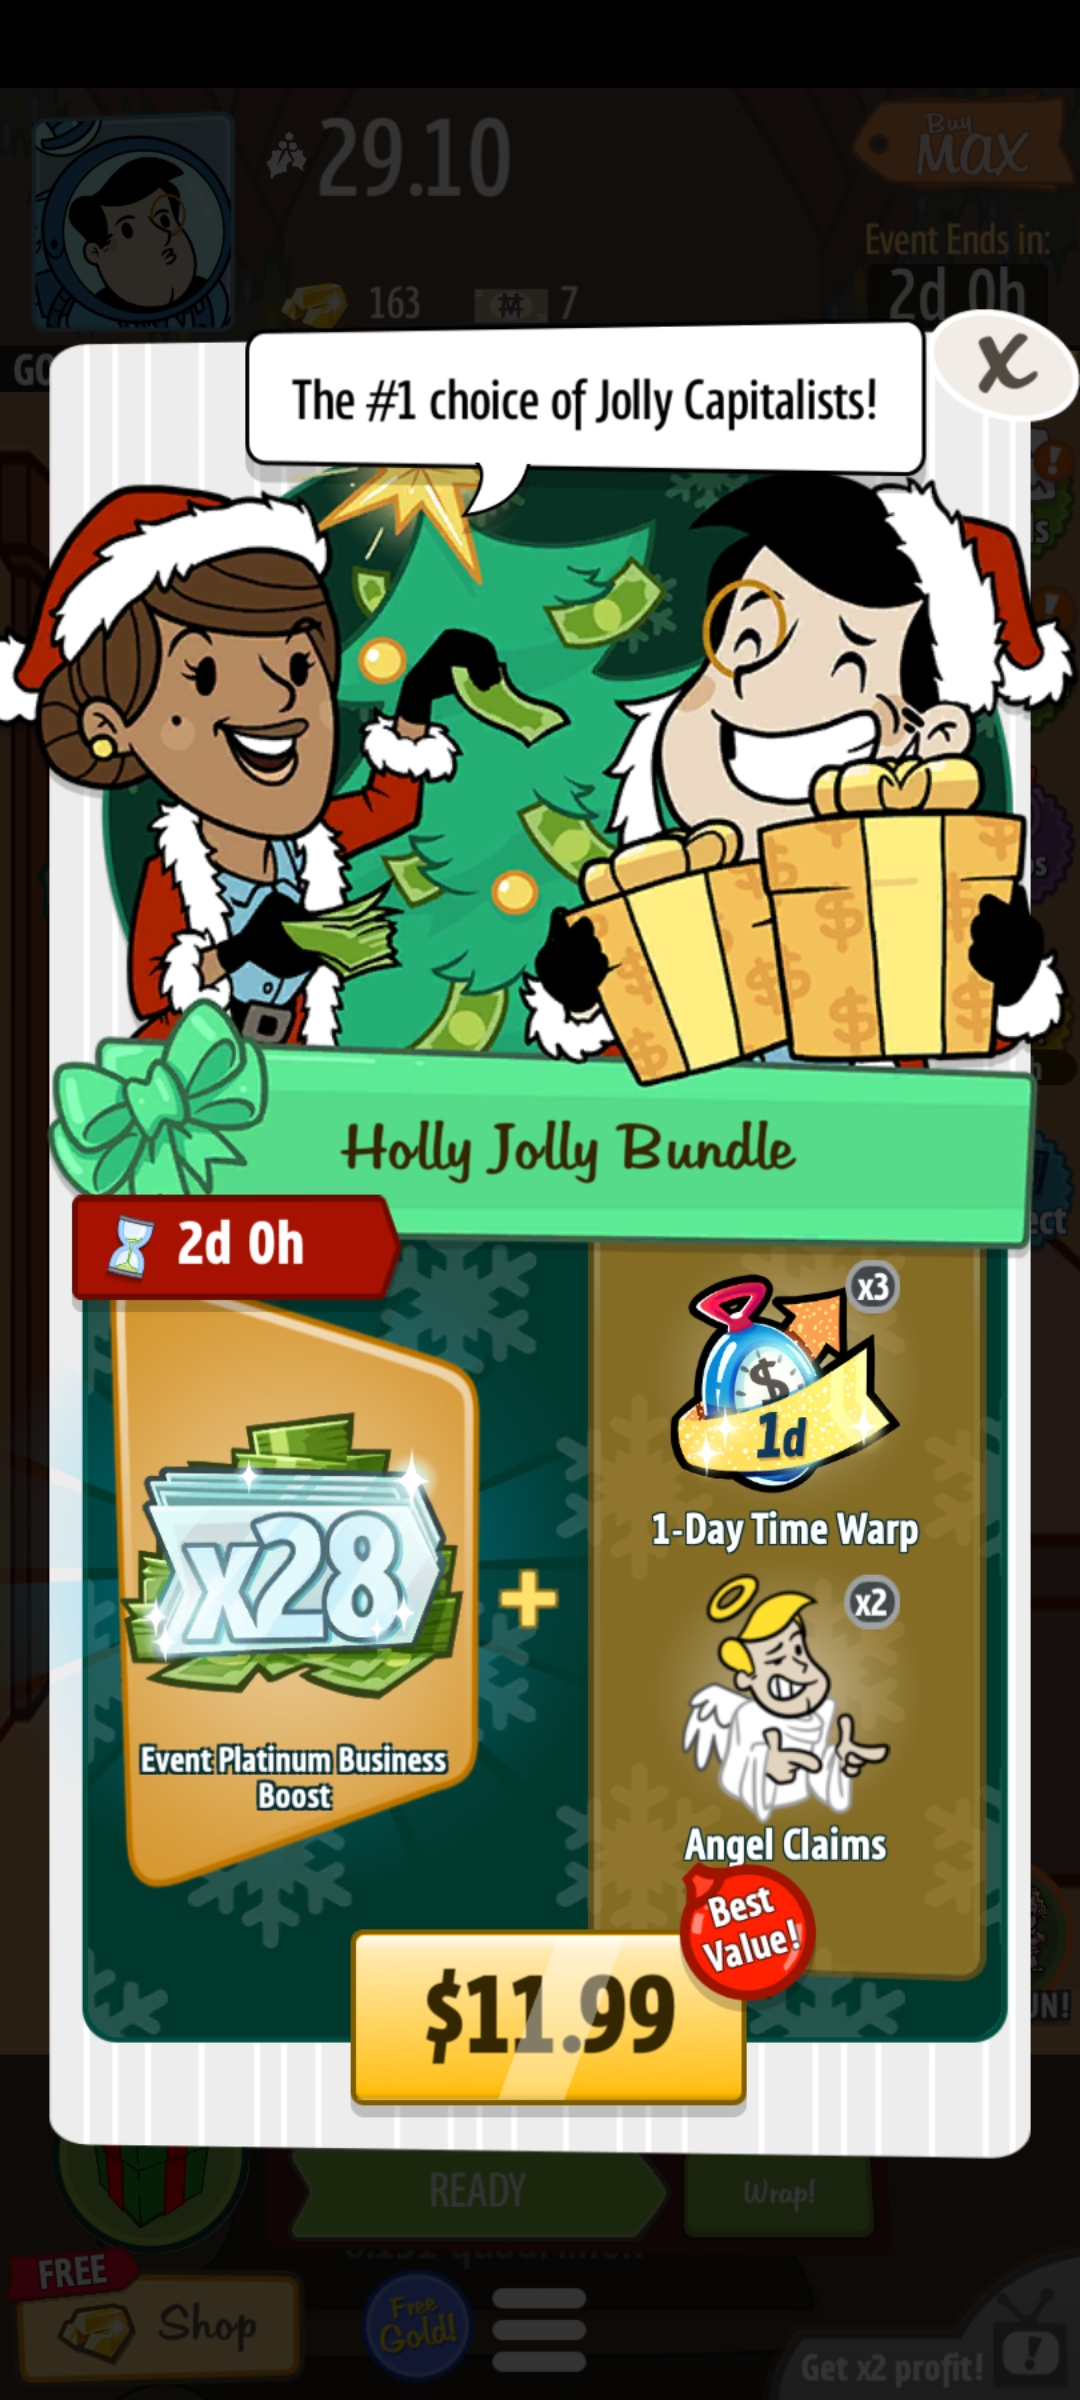 29.10
Buy
Max
Event Ends in:
2d 0h
163
7
GO
The #1 choice of Jolly Capitalists!
X
Holly Jolly Bundle
2d 0h
x3
1d
1-Day Time Warp
x28
+
x2
Event Platinum Business
Boost
Angel Claims
Best
Value!
$11.99
READY
Wrap!
FREE
Shop
Free
Gold!
Get x2 profit!